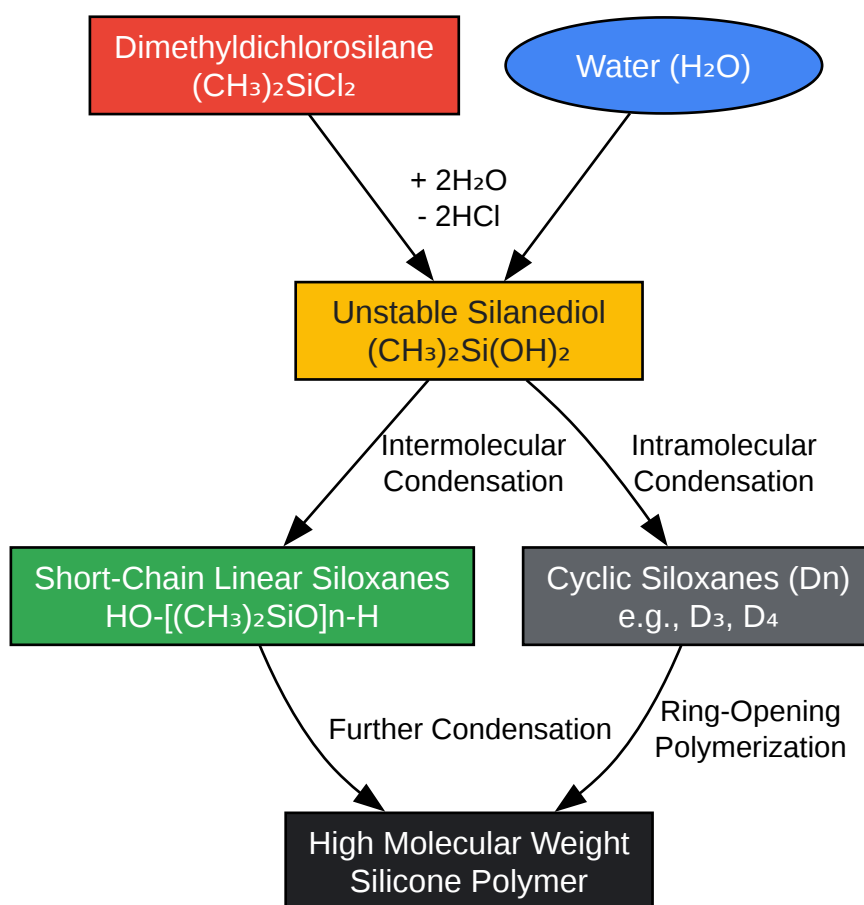 Dimethyldichlorosilane
(CH₃)₂SiCl₂
Water (H₂O)
+ 2H₂O
- 2HCl
Unstable Silanediol
(CH₃)₂Si(OH)₂
Intermolecular
Condensation
Intramolecular
Condensation
Short-Chain Linear Siloxanes
HO-[(CH₃)₂SiO]n-H
Cyclic Siloxanes (Dn)
e.g., D₃, D₄
Further Condensation
Ring-Opening
Polymerization
High Molecular Weight
Silicone Polymer